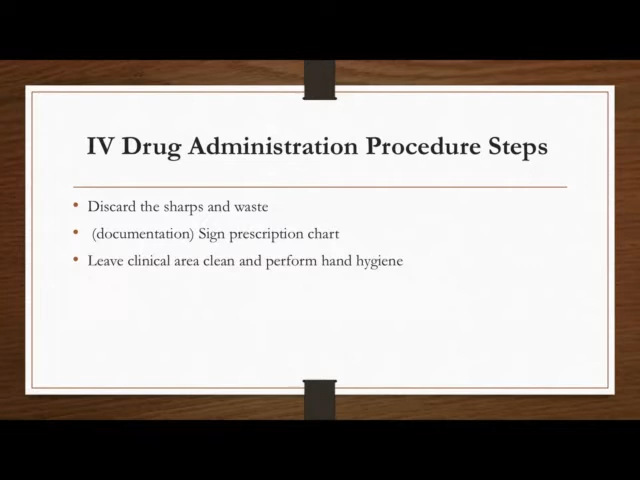 IV Drug Administration Procedure Steps
• Discard the sharps and waste
• (documentation) Sign prescription chart
• Leave clinical area clean and perform hand hygiene